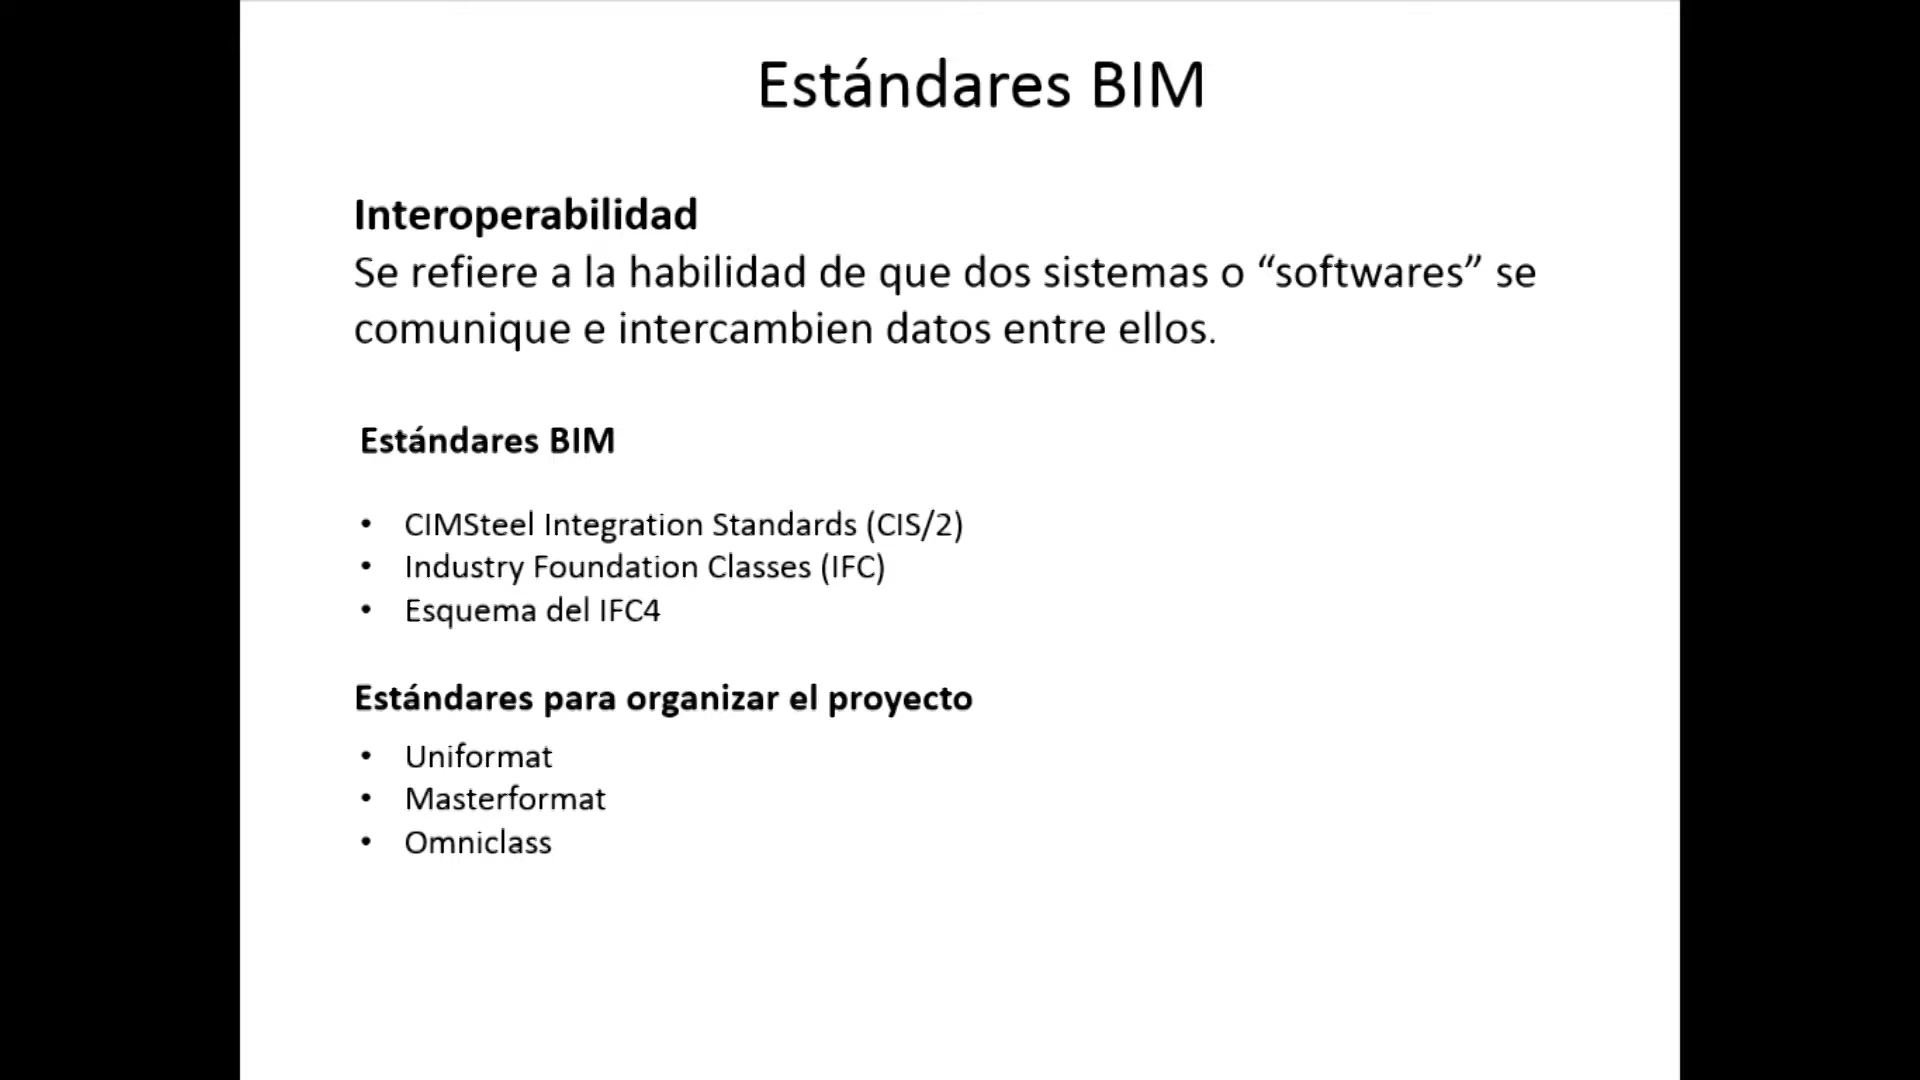 Estándares BIM
Interoperabilidad
Se refiere a la habilidad de que dos sistemas o “softwares” se
comunique e intercambien datos entre ellos.
Estándares BIM
• CIMSteel Integration Standards (CIS/2)
• Industry Foundation Classes (IFC)
• Esquema del IFC4
Estándares para organizar el proyecto
• Uniformat
• Masterformat
• Omniclass